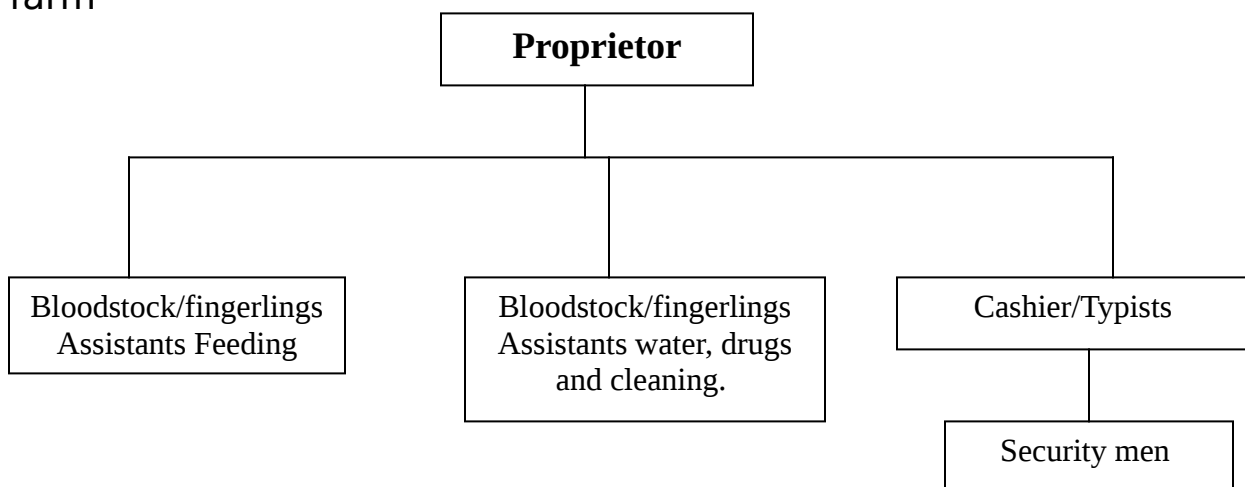 farm
Proprietor
Bloodstock/fingerlings
Assistants Feeding
Bloodstock/fingerlings
Assistants water, drugs
and cleaning.
Cashier/Typists
Security men